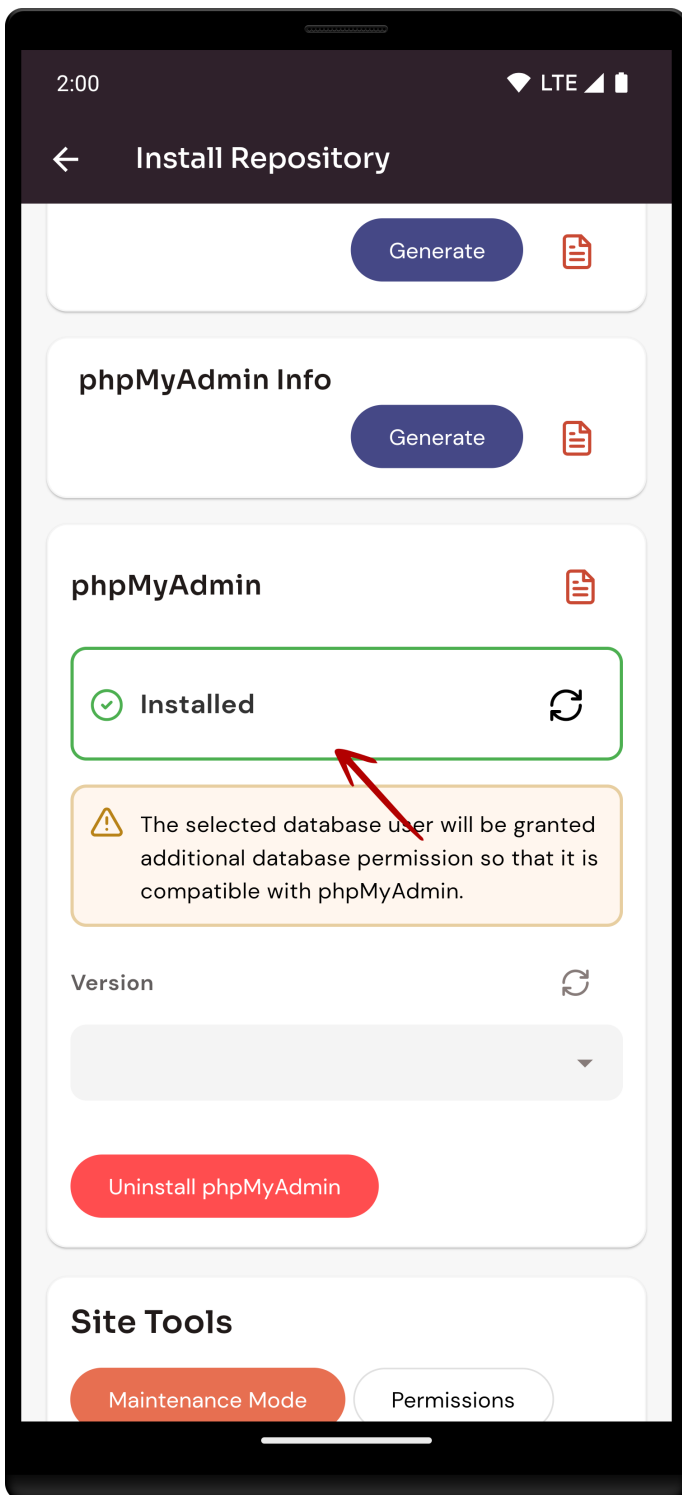 2:00
LTE
Install Repository
Generate
phpMyAdmin Info
Generate
phpMyAdmin
Installed
The selected database user will be granted
additional database permission so that it is
compatible with phpMyAdmin.
Version
Uninstall phpMyAdmin
Site Tools
Maintenance Mode
Permissions